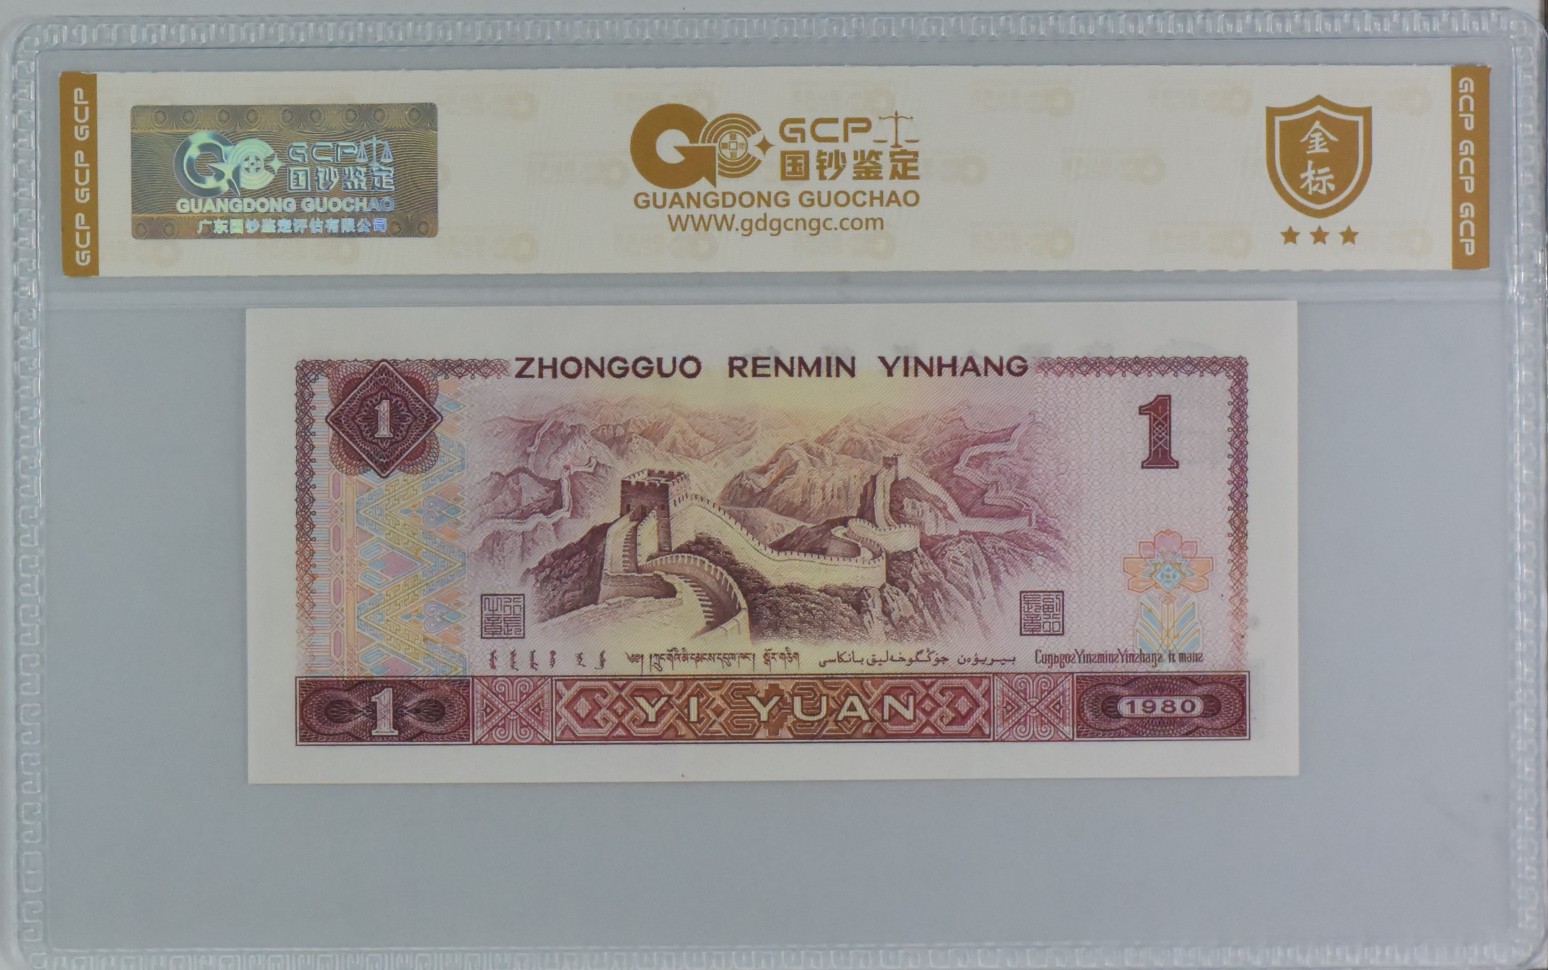 GCP GCP GCP
GCP
国钞鉴定
GUANGDONG GUOCHAO
广东国钞鉴定评估有限公司
GCP
国钞鉴定
GUANGDONG GUOCHAO
WWW.gdgcngc.com
金
标
GCP GCP GCP
ZHONGGUO RENMIN YINHANG
1
1
1
YI YUAN
1980